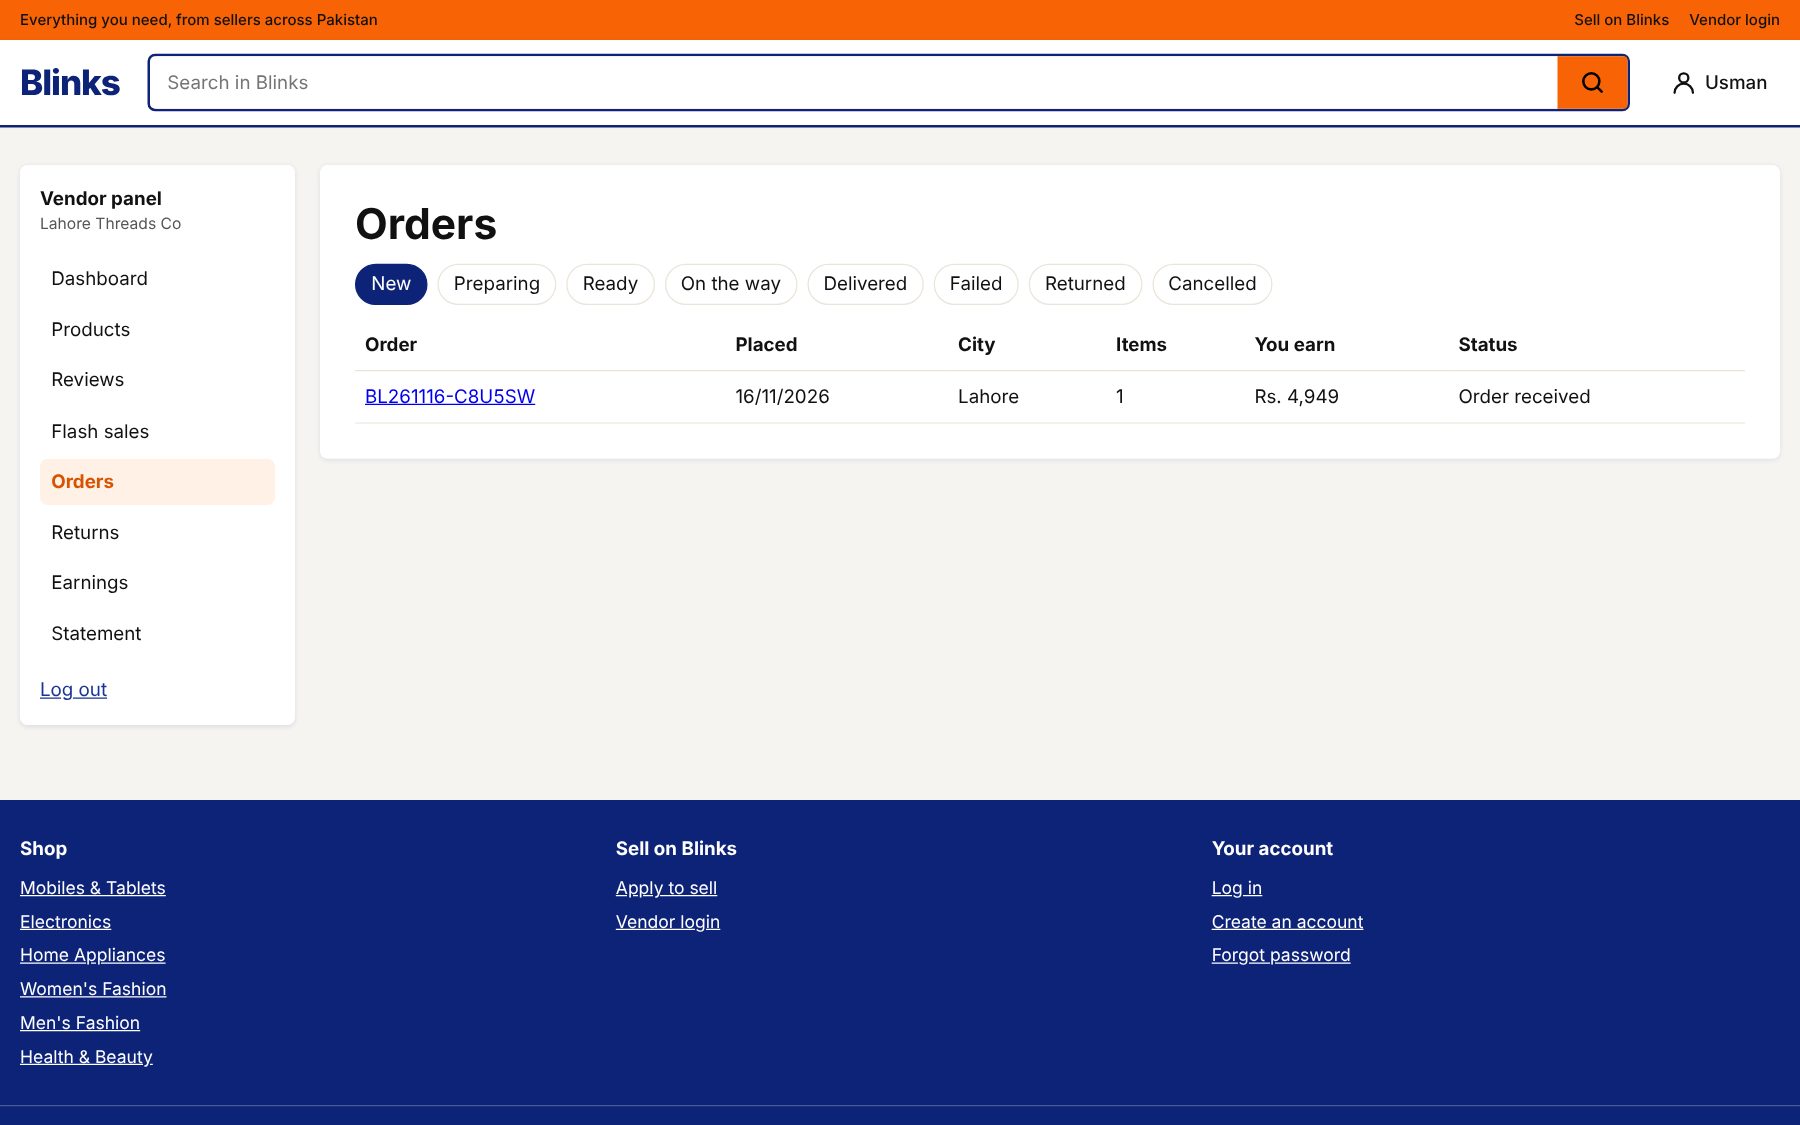 Everything you need, from sellers across Pakistan
Sell on Blinks
Vendor login
Blinks
Search in Blinks
Usman
Vendor panel
Lahore Threads Co
Dashboard
Products
Reviews
Flash sales
Orders
Returns
Earnings
Statement
Log out
Orders
New Preparing Ready On the way Delivered Failed Returned Cancelled
Order Placed City Items You earn Status
BL261116-C8U5SW 16/11/2026 Lahore 1 Rs. 4,949 Order received
Shop
Mobiles & Tablets
Electronics
Home Appliances
Women's Fashion
Men's Fashion
Health & Beauty
Sell on Blinks
Apply to sell
Vendor login
Your account
Log in
Create an account
Forgot password